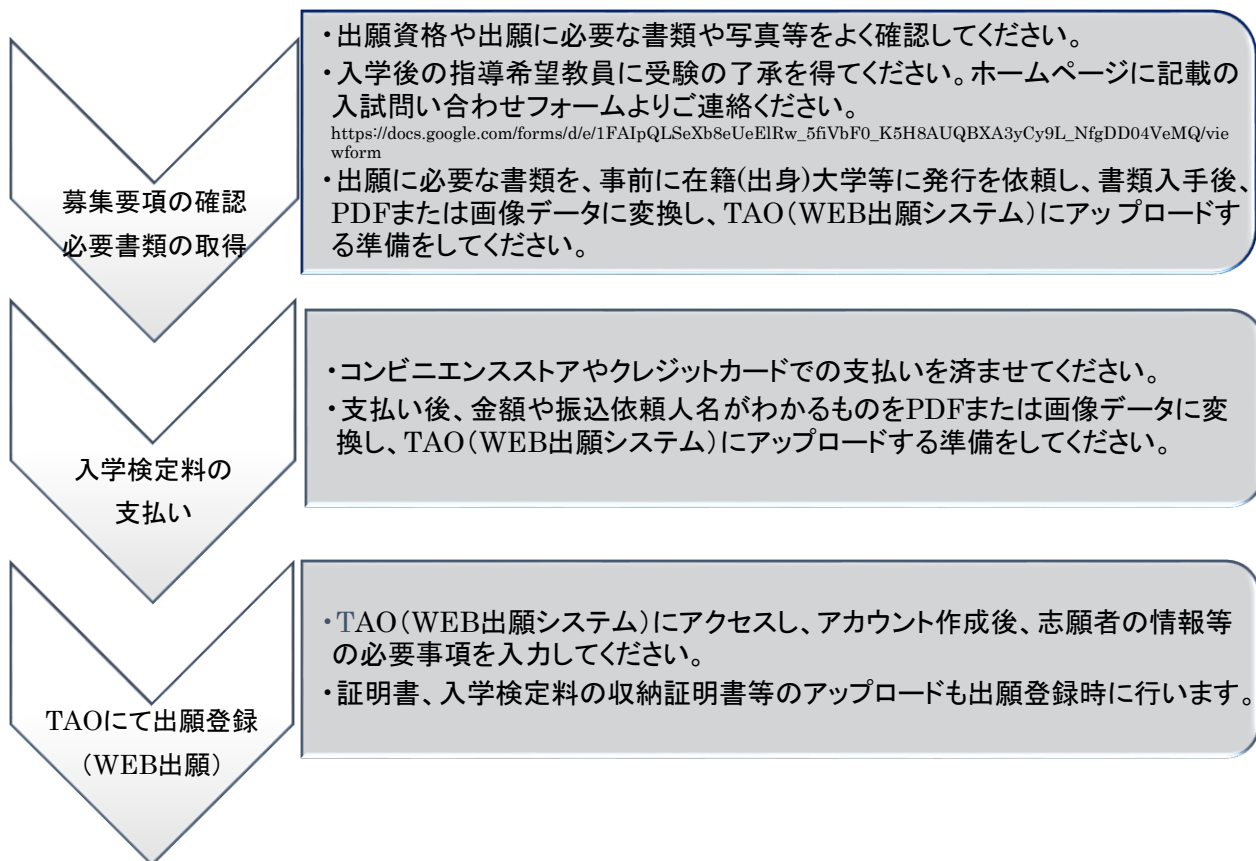 募集要項の確認
必要書類の取得
・出願資格や出願に必要な書類や写真等をよく確認してください。
・入学後の指導希望教員に受験の了承を得てください。ホームページに記載の
入試問い合わせフォームよりご連絡ください。
https://docs.google.com/forms/d/e/1FAIpQLSeXb8eUeElRw_5fiVbF0_K5H8AUQBXA3yCy9L_NfgDD04VeMQ/vie
wform
・出願に必要な書類を、事前に在籍(出身)大学等に発行を依頼し、書類入手後、
PDFまたは画像データに変換し、TAO(WEB出願システム)にアップロードす
る準備をしてください。
入学検定料の
支払い
・コンビニエンスストアやクレジットカードでの支払いを済ませてください。
・支払い後、金額や振込依頼人名がわかるものをPDFまたは画像データに変
換し、TAO(WEB出願システム)にアップロードする準備をしてください。
TAOにて出願登録
(WEB出願)
・TAO(WEB出願システム)にアクセスし、アカウント作成後、志願者の情報等
の必要事項を入力してください。
・証明書、入学検定料の収納証明書等のアップロードも出願登録時に行います。